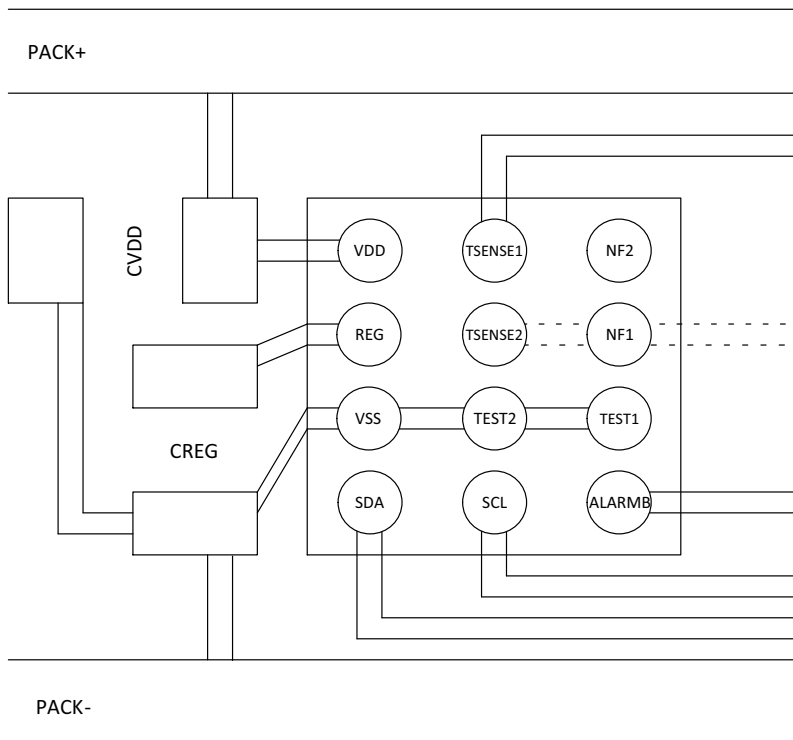 PACK+
CVDD
VDD
TSENSE1
NF2
REG
TSENSE2
NF1
VSS
TEST2
TEST1
CREG
SDA
SCL
ALARMB
PACK-